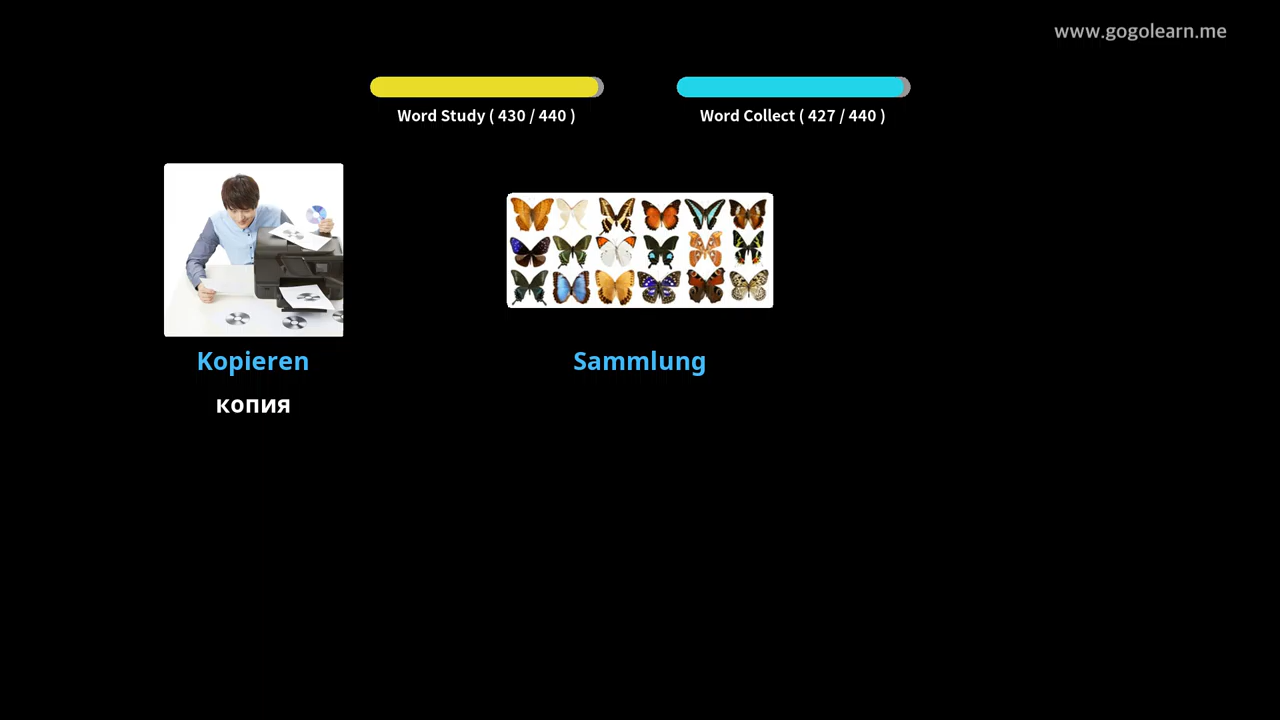 www.gogolearn.me
Word Study ( 430 / 440 )
Word Collect ( 427 / 440 )
Kopieren
Sammlung
копия